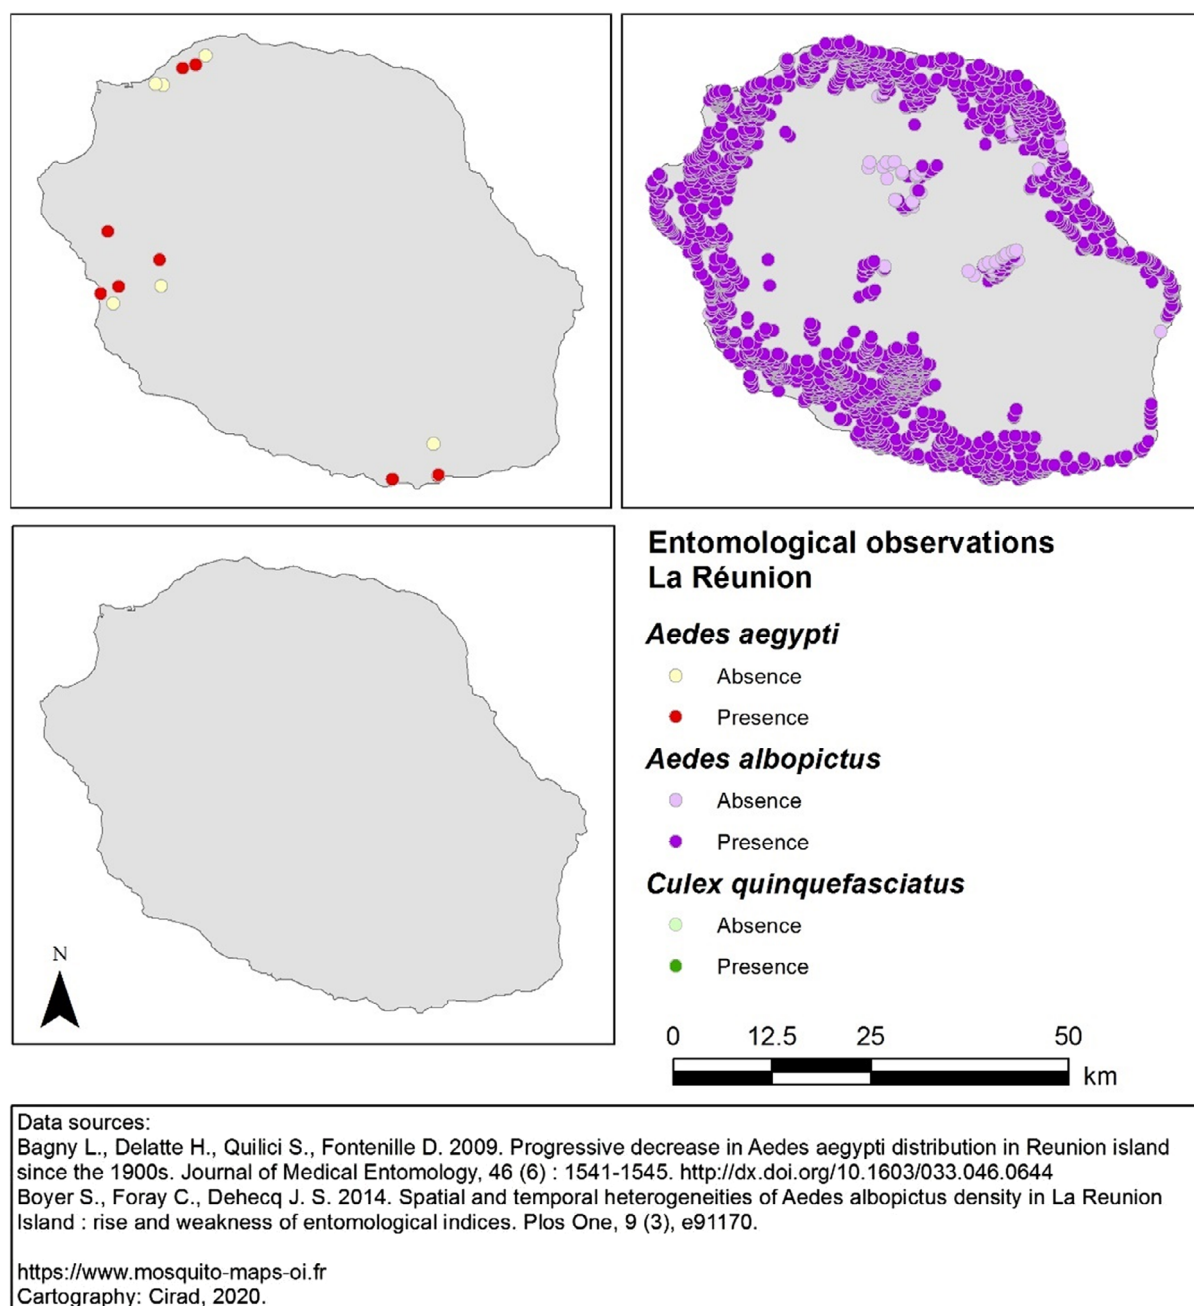 Entomological observations
La Réunion
Aedes aegypti
Absence
Presence
Aedes albopictus
Absence
Presence
Culex quinquefasciatus
Absence
Presence
N
0 12.5 25 50
km
Data sources:
Bagny L., Delatte H., Quilici S., Fontenille D. 2009. Progressive decrease in Aedes aegypti distribution in Reunion island
since the 1900s. Journal of Medical Entomology, 46 (6) : 1541-1545. http://dx.doi.org/10.1603/033.046.0644
Boyer S., Foray C., Dehecq J. S. 2014. Spatial and temporal heterogeneities of Aedes albopictus density in La Reunion
Island : rise and weakness of entomological indices. Plos One, 9 (3), e91170.
https://www.mosquito-maps-oi.fr
Cartography: Cirad, 2020.